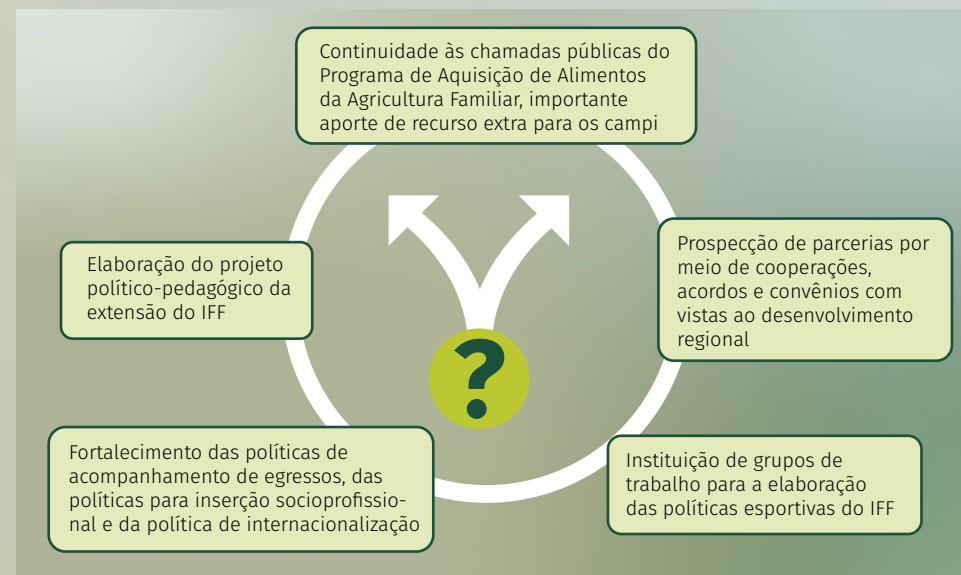 Continuidade às chamadas públicas do
Programa de Aquisição de Alimentos
da Agricultura Familiar, importante
aporte de recurso extra para os campi
Elaboração do projeto
político-pedagógico da
extensão do IFF
Prospecção de parcerias por
meio de cooperações,
acordos e convênios com
vistas ao desenvolvimento
regional
?
Fortalecimento das políticas de
acompanhamento de egressos, das
políticas para inserção socioprofissio-
nal e da política de internacionalização
Instituição de grupos de
trabalho para a elaboração
das políticas esportivas do IFF